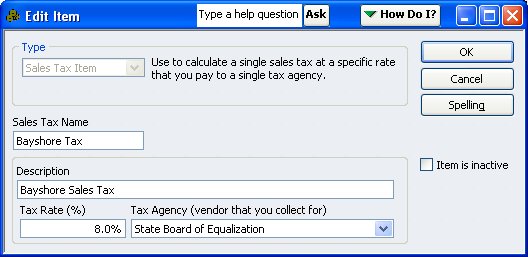 Edit Item
Type a help question Ask
How Do I?
Type
Sales Tax Item
Use to calculate a single sales tax at a specific rate
that you pay to a single tax agency.
OK
Cancel
Spelling
Sales Tax Name
Bayshore Tax
Item is inactive
Description
Bayshore Sales Tax
Tax Rate (%) Tax Agency (vendor that you collect for)
8.0% State Board of Equalization